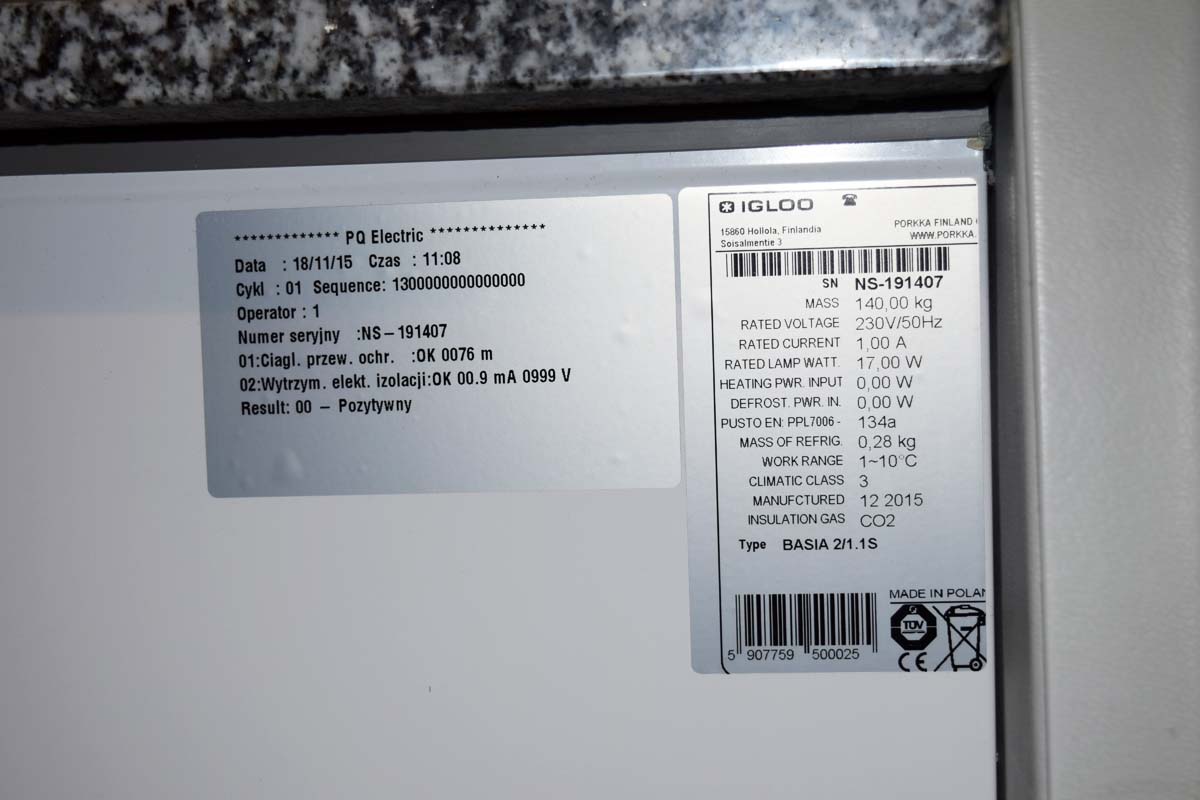 ************* PQ Electric **************
Data : 18/11/15 Czas : 11:08
Cykl : 01 Sequence: 1300000000000000
Operator : 1
Numer seryjny :NS-191407
01:Ciagl. przew. ochr. :OK 0076 m
02:Wytrzym. elekt. izolacji:OK 00.9 mA 0999 V
Result: 00 - Pozytywny
IGLOO
15860 Hollola, Finlandia
Soisalmentie 3
PORKKA FINLAND
WWW.PORKKA.
SN NS-191407
MASS 140,00 kg
RATED VOLTAGE 230V/50Hz
RATED CURRENT 1,00 A
RATED LAMP WATT. 17,00 W
HEATING PWR. INPUT 0,00 W
DEFROST. PWR. IN. 0,00 W
PUSTO EN: PPL7006 - 134a
MASS OF REFRIG. 0,28 kg
WORK RANGE 1~10°C
CLIMATIC CLASS 3
MANUFCTURED 12 2015
INSULATION GAS CO2
Type BASIA 2/1.1S
MADE IN POLAN
TÜV
5 907759 500025
CE